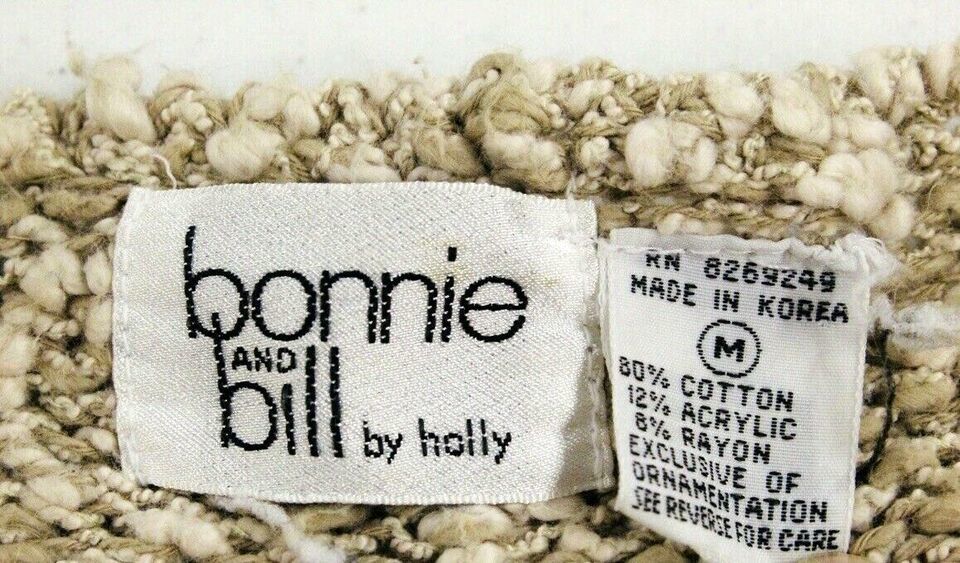 bonnie
AND
bill by holly
RN 8269249
MADE IN KOREA
M
80% COTTON
12% ACRYLIC
8% RAYON
EXCLUSIVE OF
ORNAMENTATION
SEE REVERSE FOR CARE